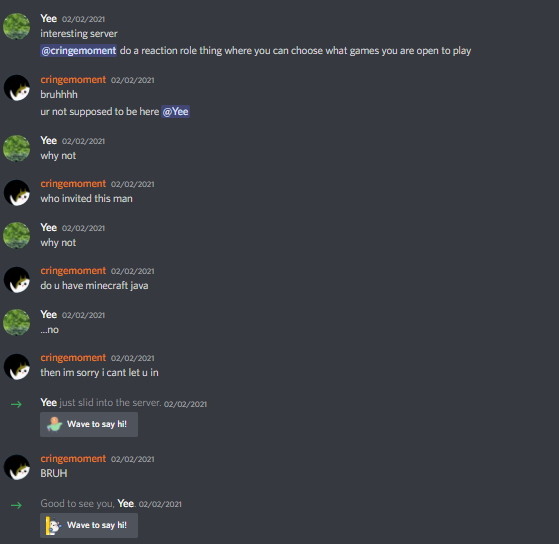 Yee 02/02/2021
interesting server
@cringemoment do a reaction role thing where you can choose what games you are open to play
cringemoment 02/02/2021
bruhhhh
ur not supposed to be here @Yee
Yee 02/02/2021
why not
cringemoment 02/02/2021
who invited this man
Yee 02/02/2021
why not
cringemoment 02/02/2021
do u have minecraft java
Yee 02/02/2021
...no
cringemoment 02/02/2021
then im sorry i cant let u in
Yee just slid into the server. 02/02/2021
Wave to say hi!
cringemoment 02/02/2021
BRUH
Good to see you, Yee. 02/02/2021
Wave to say hi!